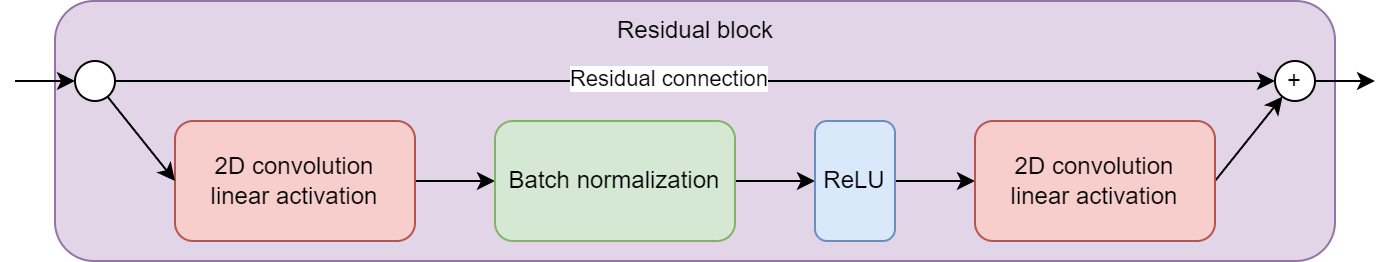 Residual block
Residual connection
+
2D convolution
linear activation
Batch normalization
ReLU
2D convolution
linear activation